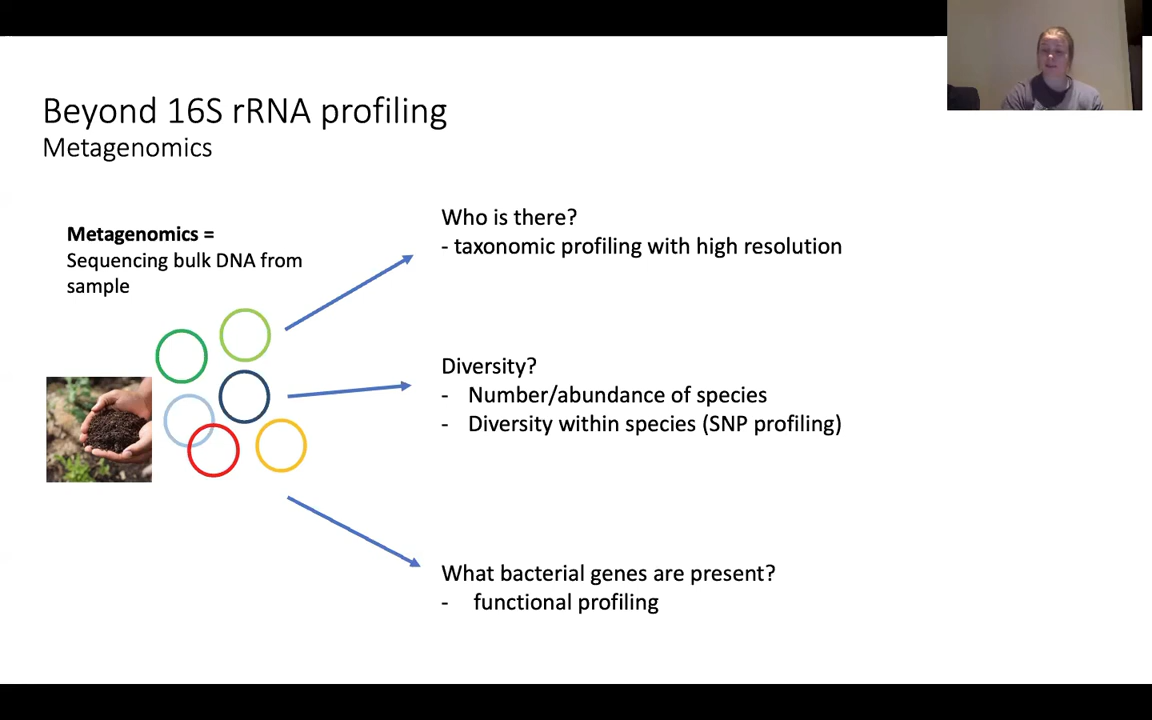 Beyond 16S rRNA profiling
Metagenomics
Metagenomics =
Sequencing bulk DNA from
sample
Who is there?
- taxonomic profiling with high resolution
Diversity?
- Number/abundance of species
- Diversity within species (SNP profiling)
What bacterial genes are present?
- functional profiling